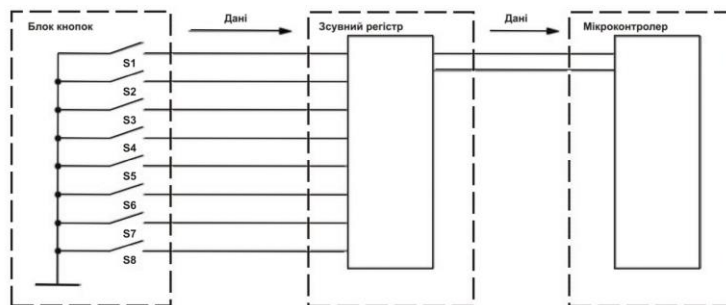 Блок кнопок
Дані
Зсувний регістр
Дані
Мікроконтролер
S1
S2
S3
S4
S5
S6
S7
S8